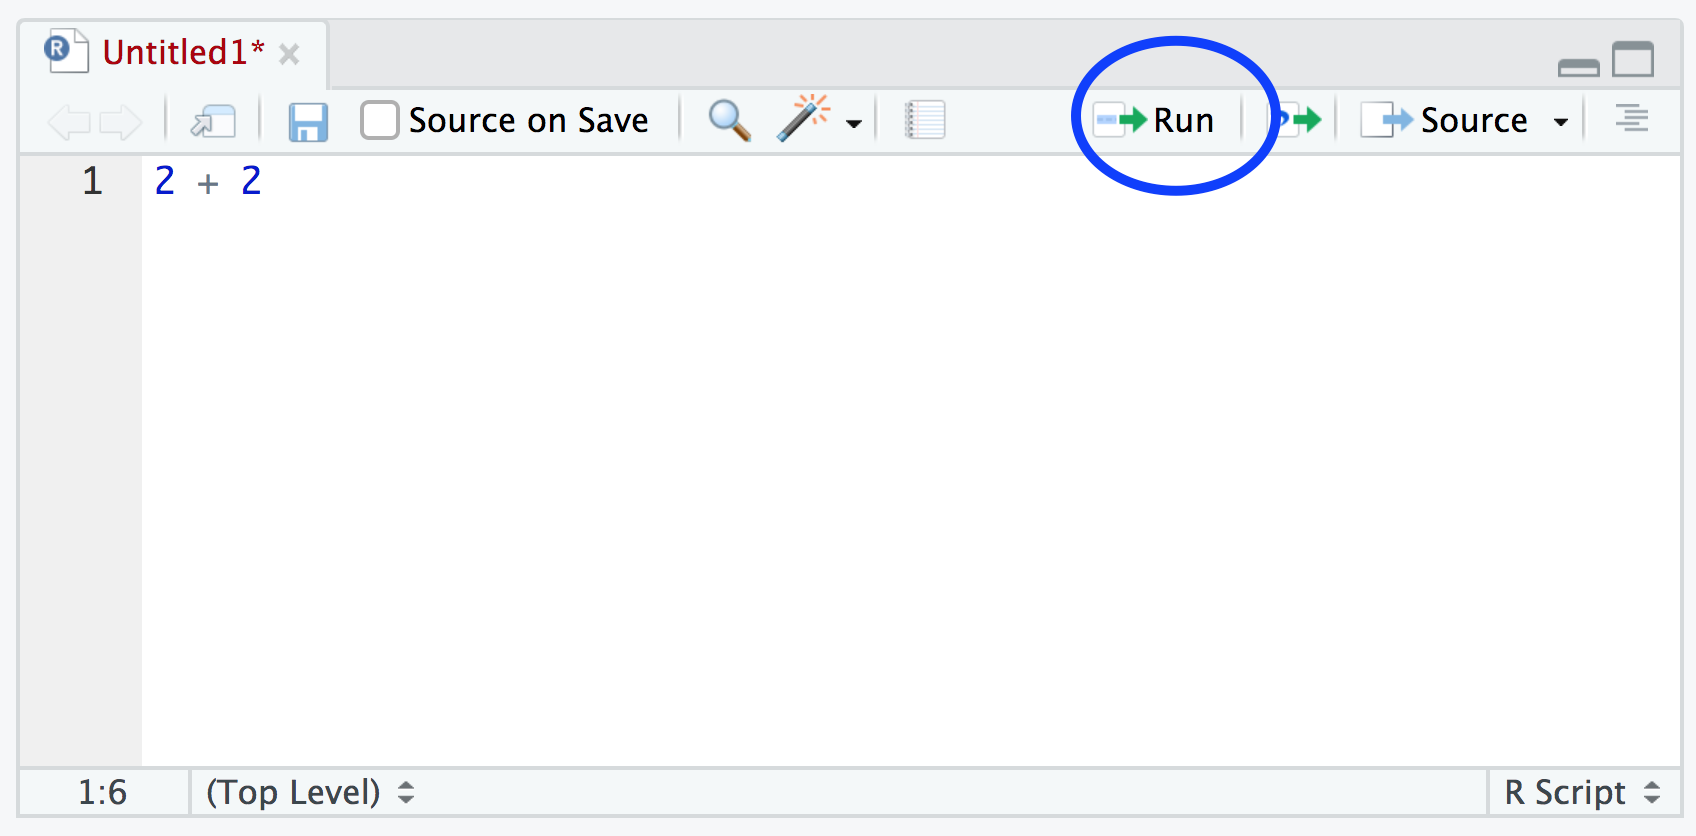 R Untitled1*
Source on Save Run Source
1 2 + 2
1:6 (Top Level) R Script